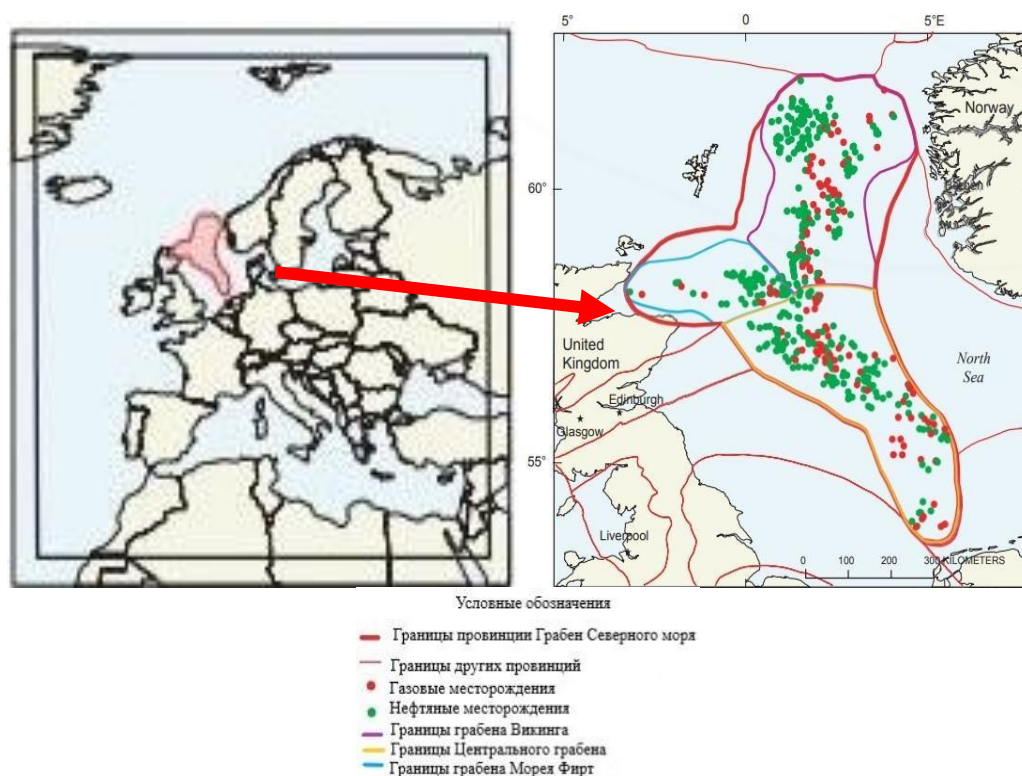 5°
0
5°E
Norway
60°
United
Kingdom
North
Sea
Edinburgh
Glasgow
55°
Liverpool
0 100 200 300 KILOMETERS
Условные обозначения
Границы провинции Грабен Северного моря
Границы других провинций
Газовые месторождения
Нефтяные месторождения
Границы грабена Викинга
Границы Центрального грабена
Границы грабена Морея Фирт